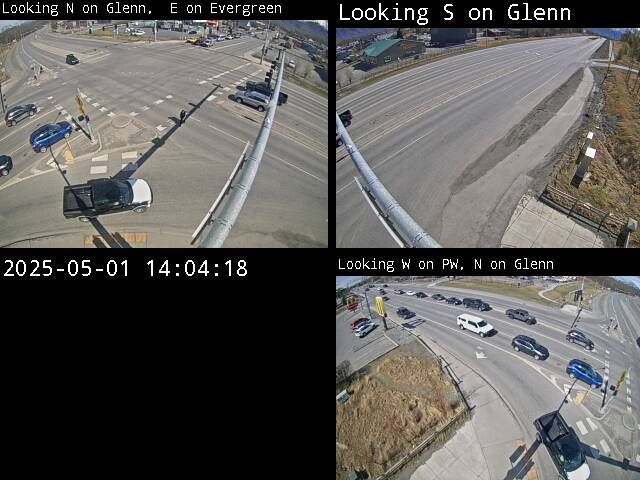 Looking N on Glenn,  E on Evergreen
Looking S on Glenn
2025-05-01 14:04:18
Looking W on PW, N on Glenn